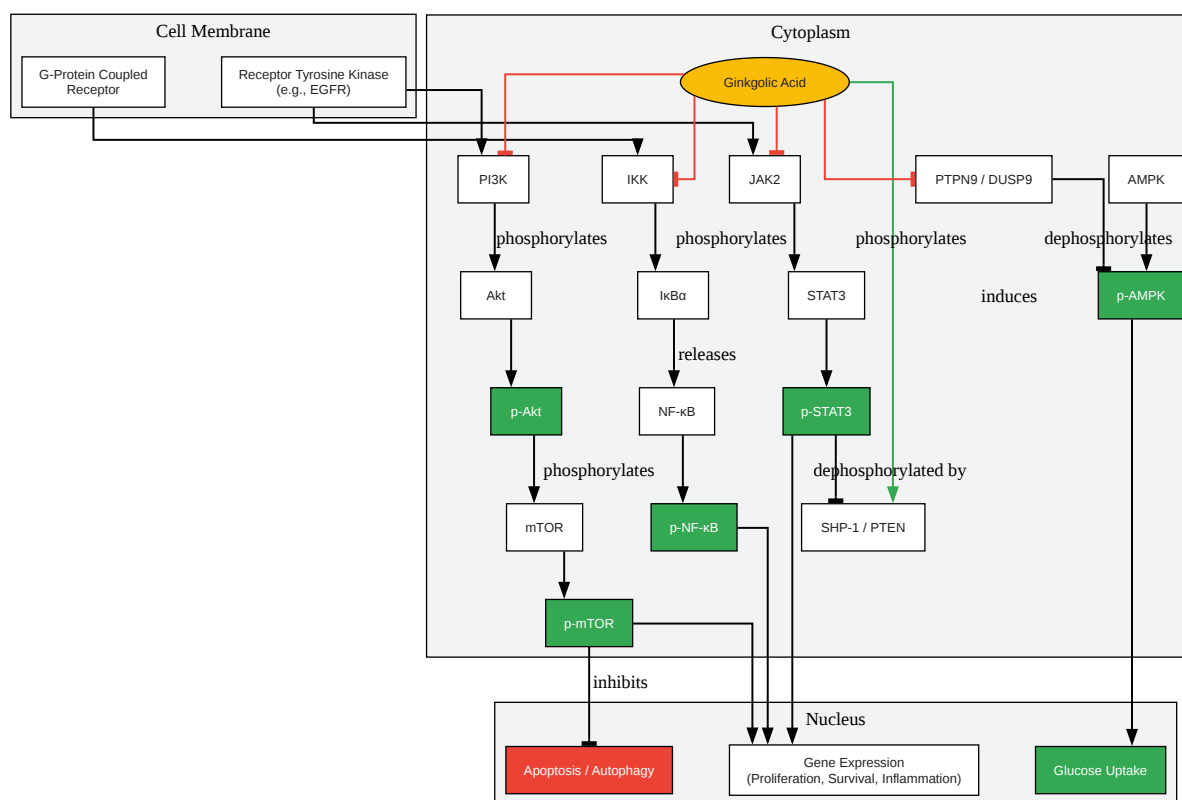 Cell Membrane
Cytoplasm
G-Protein Coupled
Receptor
Receptor Tyrosine Kinase
(e.g., EGFR)
Ginkgolic Acid
PI3K
IKK
JAK2
PTPN9 / DUSP9
AMPK
phosphorylates
phosphorylates
phosphorylates
dephosphorylates
Akt
IκBα
STAT3
induces
p-AMPK
releases
p-Akt
NF-κB
p-STAT3
phosphorylates
dephosphorylated by
mTOR
p-NF-κB
SHP-1 / PTEN
p-mTOR
inhibits
Nucleus
Apoptosis / Autophagy
Gene Expression
(Proliferation, Survival, Inflammation)
Glucose Uptake